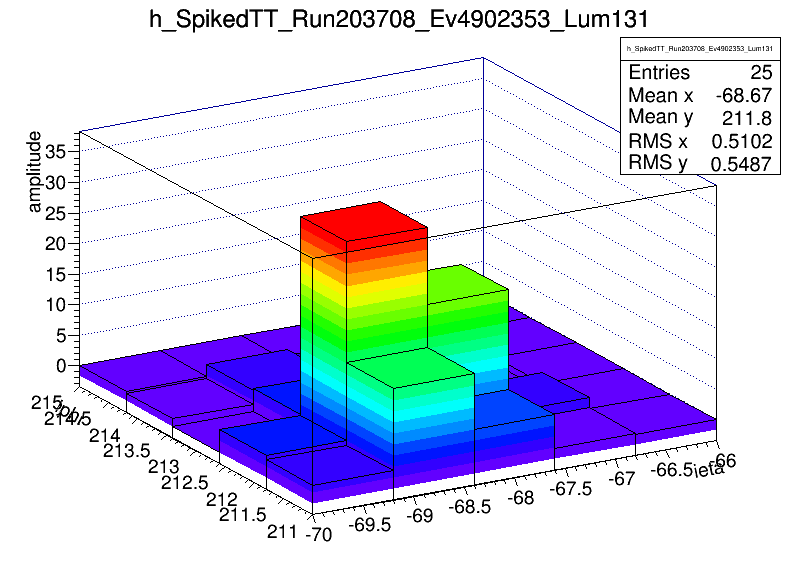 h_SpikedTT_Run203708_Ev4902353_Lum131
h_SpikedTT_Run203708_Ev4902353_Lum131
Entries 25
Mean x -68.67
Mean y 211.8
RMS x 0.5102
RMS y 0.5487
amplitude
35
30
25
20
15
10
5
0
215
214.5
214
213.5
213
212.5
212
211.5
211
-70
-69.5
-69
-68.5
-68
-67.5
-67
-66.5
-66
ieta